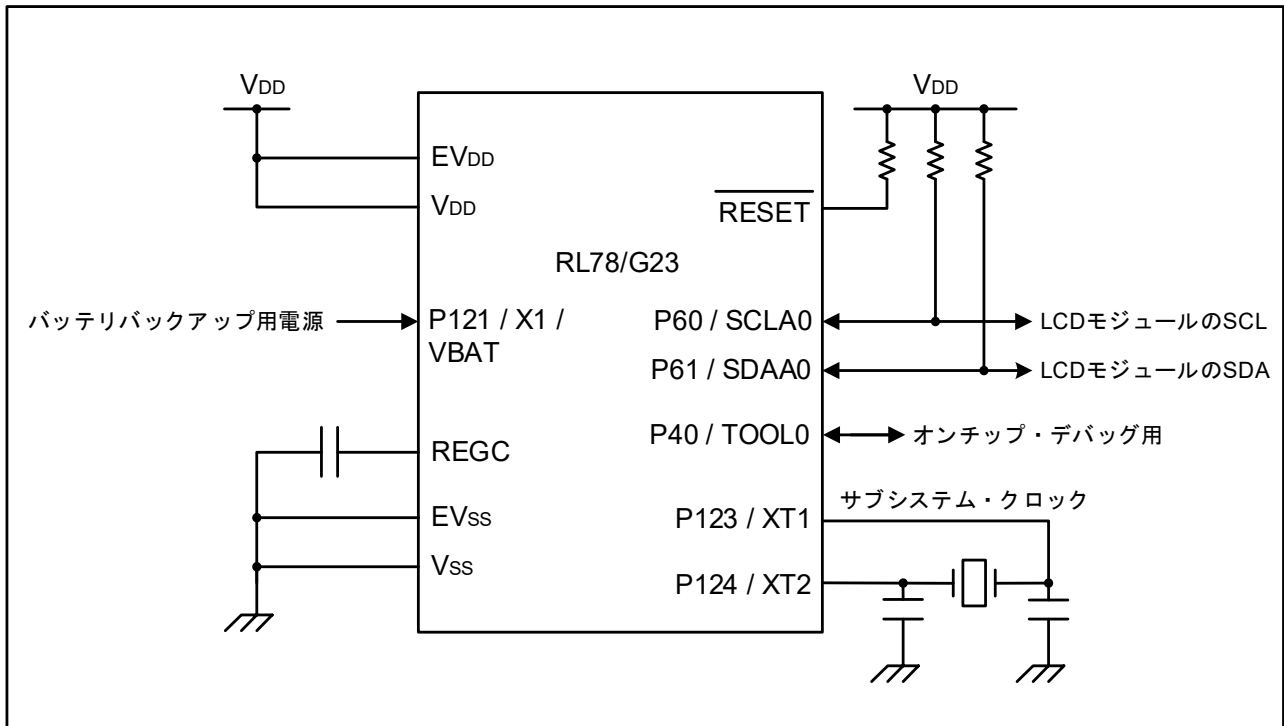 VDD
VDD
EVDD
VDD
RESET
RL78/G23
バッテリバックアップ用電源
P121 / X1 /
VBAT
P60 / SCLA0
LCDモジュールのSCL
P61 / SDAA0
LCDモジュールのSDA
P40 / TOOL0
オンチップ・デバッグ用
REGC
サブシステム・クロック
EVSS
P123 / XT1
VSS
P124 / XT2